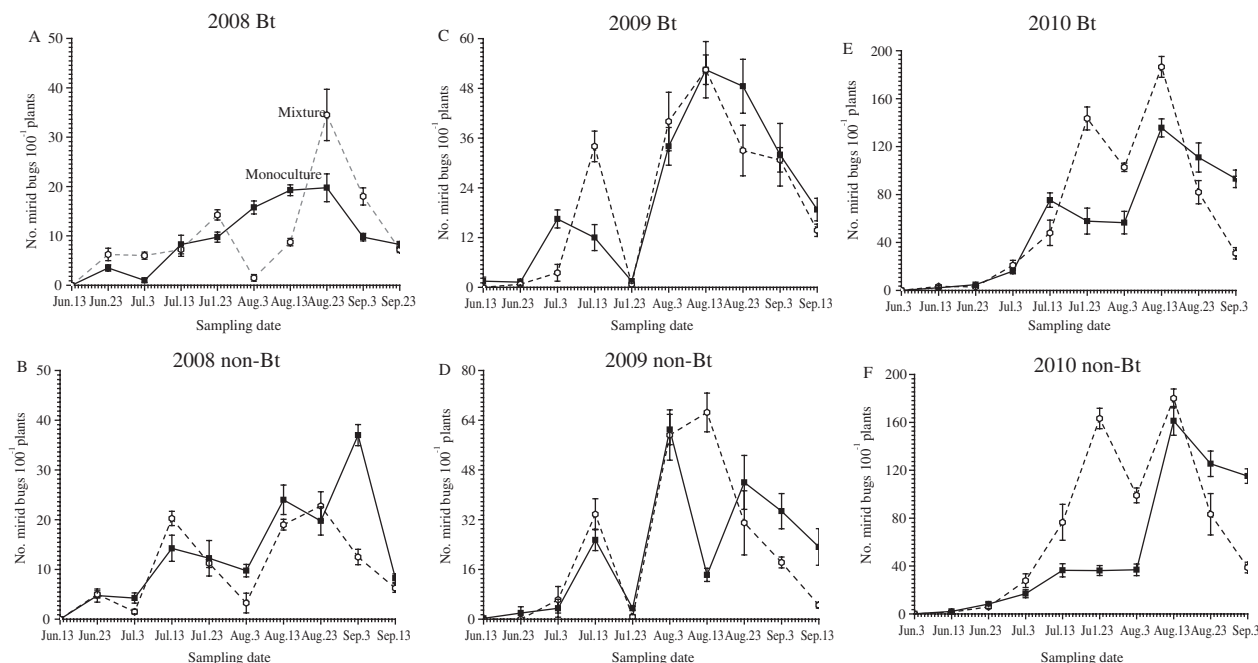 A
2008 Bt
No. mirid bugs 100⁻¹ plants
50
40
30
20
10
0
Mixture
Monoculture
Jun.13 Jun.23 Jul.3 Jul.13 Ju1.23 Aug.3 Aug.13 Aug.23 Sep.3 Sep.23
Sampling date
C
2009 Bt
No. mirid bugs 100⁻¹ plants
60
48
36
24
12
0
Jun.13 Jun.23 Jul.3 Jul.13 Ju1.23 Aug.3 Aug.13 Aug.23 Sep.3 Sep.13
Sampling date
E
2010 Bt
No. mirid bugs 100⁻¹ plants
200
160
120
80
40
0
Jun.3 Jun.13 Jun.23 Jul.3 Jul.13 Ju1.23 Aug.3 Aug.13 Aug.23 Sep.3
Sampling date
B
2008 non-Bt
No. mirid bugs 100⁻¹ plants
50
40
30
20
10
0
Jun.13 Jun.23 Jul.3 Jul.13 Ju1.23 Aug.3 Aug.13 Aug.23 Sep.3 Sep.13
Sampling date
D
2009 non-Bt
No. mirid bugs 100⁻¹ plants
80
64
48
32
16
0
Jun.13 Jun.23 Jul.3 Jul.13 Ju1.23 Aug.3 Aug.13 Aug.23 Sep.3 Sep.13
Sampling date
F
2010 non-Bt
No. mirid bugs 100⁻¹ plants
200
160
120
80
40
0
Jun.3 Jun.13 Jun.23 Jul.3 Jul.13 Ju1.23 Aug.3 Aug.13 Aug.23 Sep.3
Sampling date